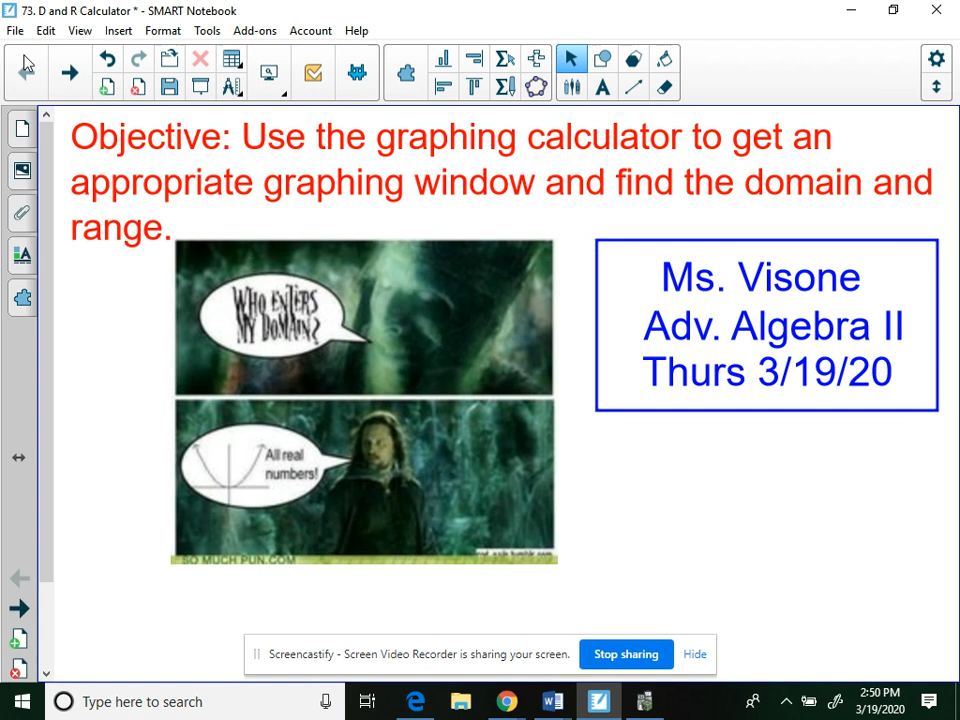 73. D and R Calculator * - SMART Notebook
File Edit View Insert Format Tools Add-ons Account Help
Objective: Use the graphing calculator to get an
appropriate graphing window and find the domain and
range.
WHO ENTERS
MY DOMAIN?
Ms. Visone
Adv. Algebra II
Thurs 3/19/20
All real
numbers!
SO MUCH PUN.COM
Screencastify - Screen Video Recorder is sharing your screen. Stop sharing Hide
Type here to search
2:50 PM
3/19/2020